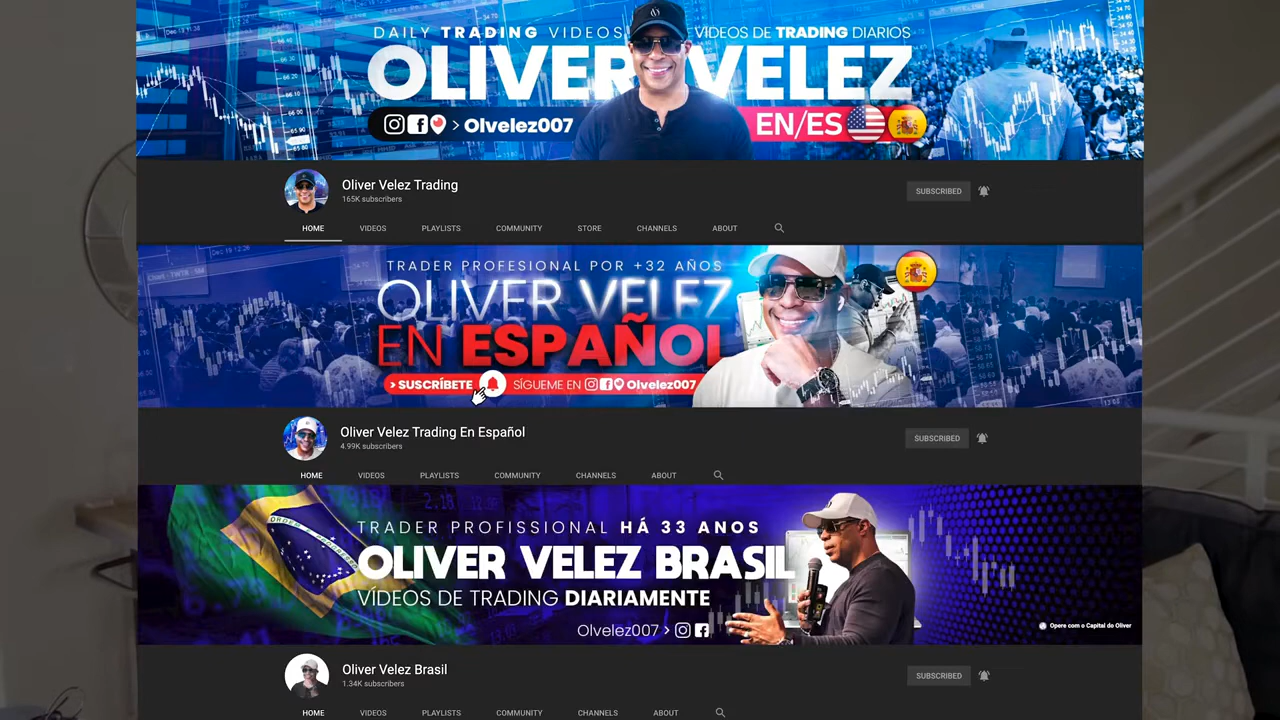 DAILY TRADING VIDEOS VIDEOS DE TRADING DIARIOS
OLIVER VELEZ
> Olvelez007 EN/ES
Oliver Velez Trading
165K subscribers
SUBSCRIBED
HOME VIDEOS PLAYLISTS COMMUNITY STORE CHANNELS ABOUT
TRADER PROFESIONAL POR +32 AÑOS
OLIVER VELEZ
EN ESPAÑOL
> SUSCRÍBETE SÍGUEME EN Olvelez007
Oliver Velez Trading En Español
4.99K subscribers
SUBSCRIBED
HOME VIDEOS PLAYLISTS COMMUNITY CHANNELS ABOUT
TRADER PROFISSIONAL HÁ 33 ANOS
OLIVER VELEZ BRASIL
VÍDEOS DE TRADING DIARIAMENTE
Olvelez007 >
Opere com o Capital do Oliver
Oliver Velez Brasil
1.34K subscribers
SUBSCRIBED
HOME VIDEOS PLAYLISTS COMMUNITY CHANNELS ABOUT